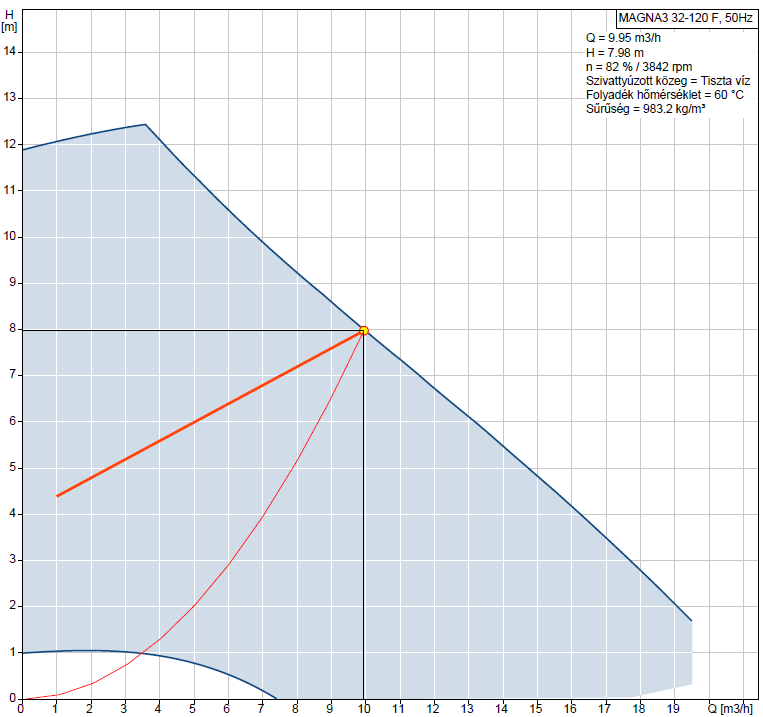 H
[m]
MAGNA3 32-120 F, 50Hz
Q = 9.95 m3/h
H = 7.98 m
n = 82 % / 3842 rpm
Szivattyúzott közeg = Tiszta víz
Folyadék hőmérséklet = 60 °C
Sűrűség = 983.2 kg/m³
14
13
12
11
10
9
8
7
6
5
4
3
2
1
0
0 1 2 3 4 5 6 7 8 9 10 11 12 13 14 15 16 17 18 19 Q [m3/h]